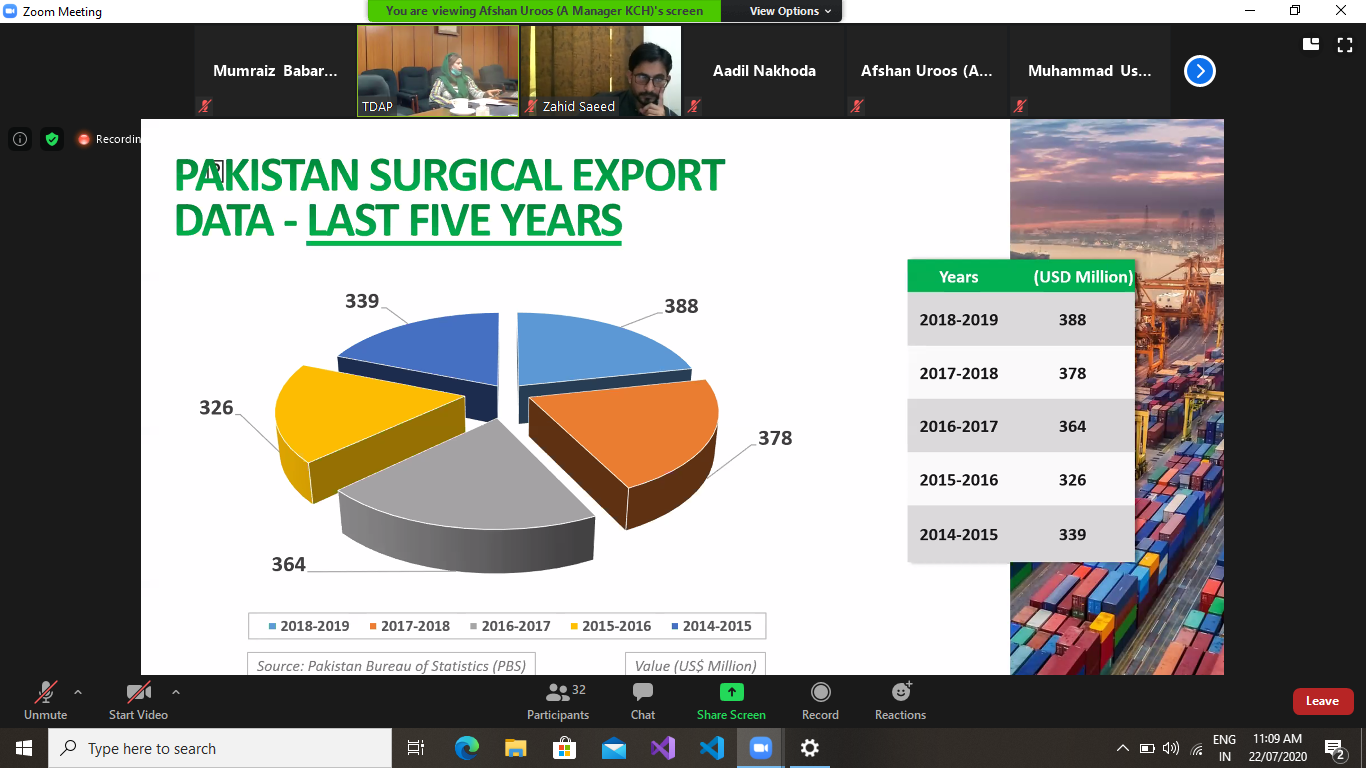 Zoom Meeting
You are viewing Afshan Uroos (A Manager KCH)'s screen
View Options
Mumraiz Babar...
TDAP
Zahid Saeed
Aadil Nakhoda
Afshan Uroos (A...
Muhammad Us...
Recordin
PAKISTAN SURGICAL EXPORT
DATA - LAST FIVE YEARS
339
388
326
378
364
Years (USD Million)
2018-2019 388
2017-2018 378
2016-2017 364
2015-2016 326
2014-2015 339
2018-2019 2017-2018 2016-2017 2015-2016 2014-2015
Source: Pakistan Bureau of Statistics (PBS)
Value (US$ Million)
Unmute
Start Video
32
Participants
Chat
Share Screen
Record
Reactions
Leave
Type here to search
ENG
IN
11:09 AM
22/07/2020
2